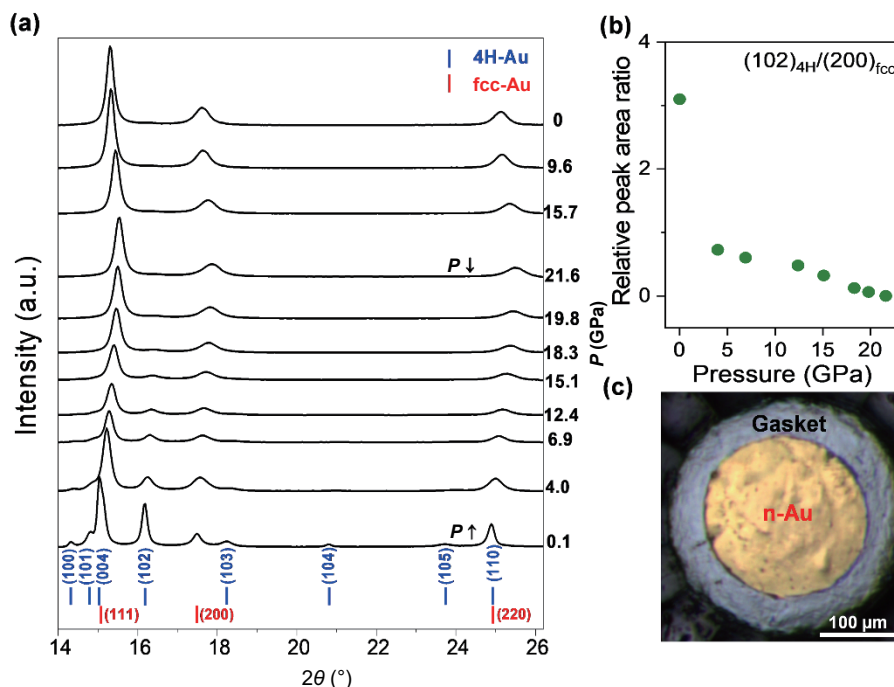 (a)
4H-Au
fcc-Au
0
9.6
15.7
P ↓
21.6
19.8
18.3
15.1
12.4
6.9
4.0
P ↑
0.1
P (GPa)
Intensity (a.u.)
(100)
(101)
(004)
(102)
(103)
(104)
(105)
(110)
(111)
(200)
(220)
14 16 18 20 22 24 26
2θ (°)
(b)
(102)4H/(200)fcc
4
2
0
Relative peak area ratio
0 5 10 15 20
Pressure (GPa)
(c)
Gasket
n-Au
100 µm